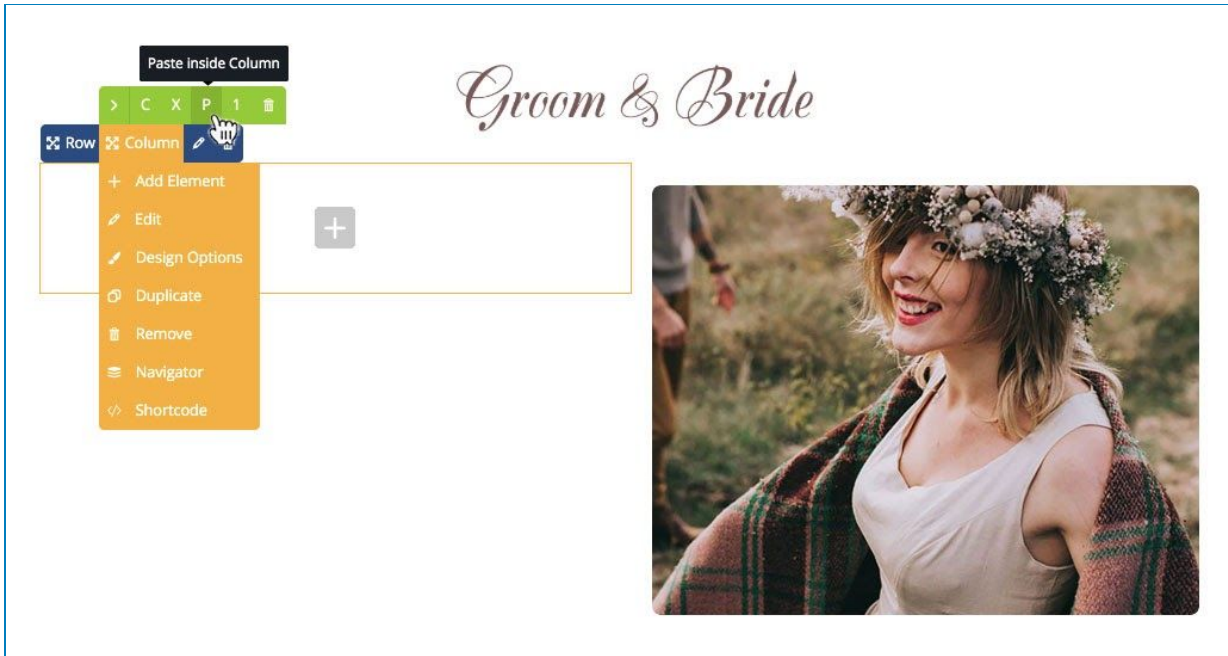 Paste inside Column
Groom & Bride
C X P 1
Row Column
Add Element
Edit
Design Options
Duplicate
Remove
Navigator
Shortcode